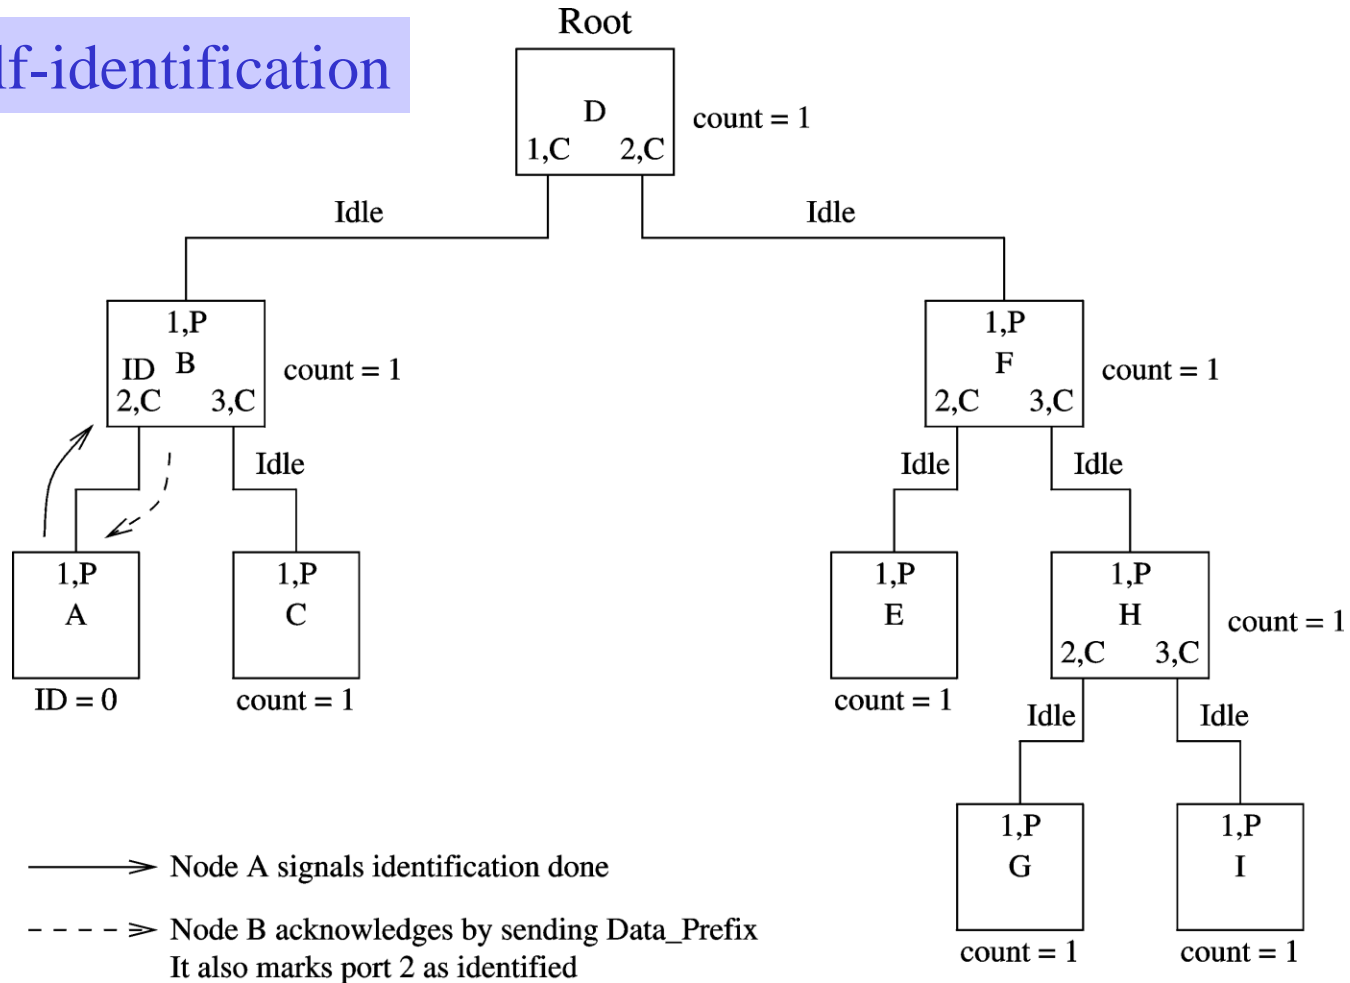 lf-identification
Root
D
1,C 2,C
count = 1
Idle
Idle
1,P
ID B
2,C 3,C
count = 1
1,P
F
2,C 3,C
count = 1
Idle
Idle
Idle
1,P
A
ID = 0
1,P
C
count = 1
1,P
E
count = 1
1,P
H
2,C 3,C
count = 1
Idle
Idle
1,P
G
count = 1
1,P
I
count = 1
Node A signals identification done
Node B acknowledges by sending Data_Prefix
It also marks port 2 as identified